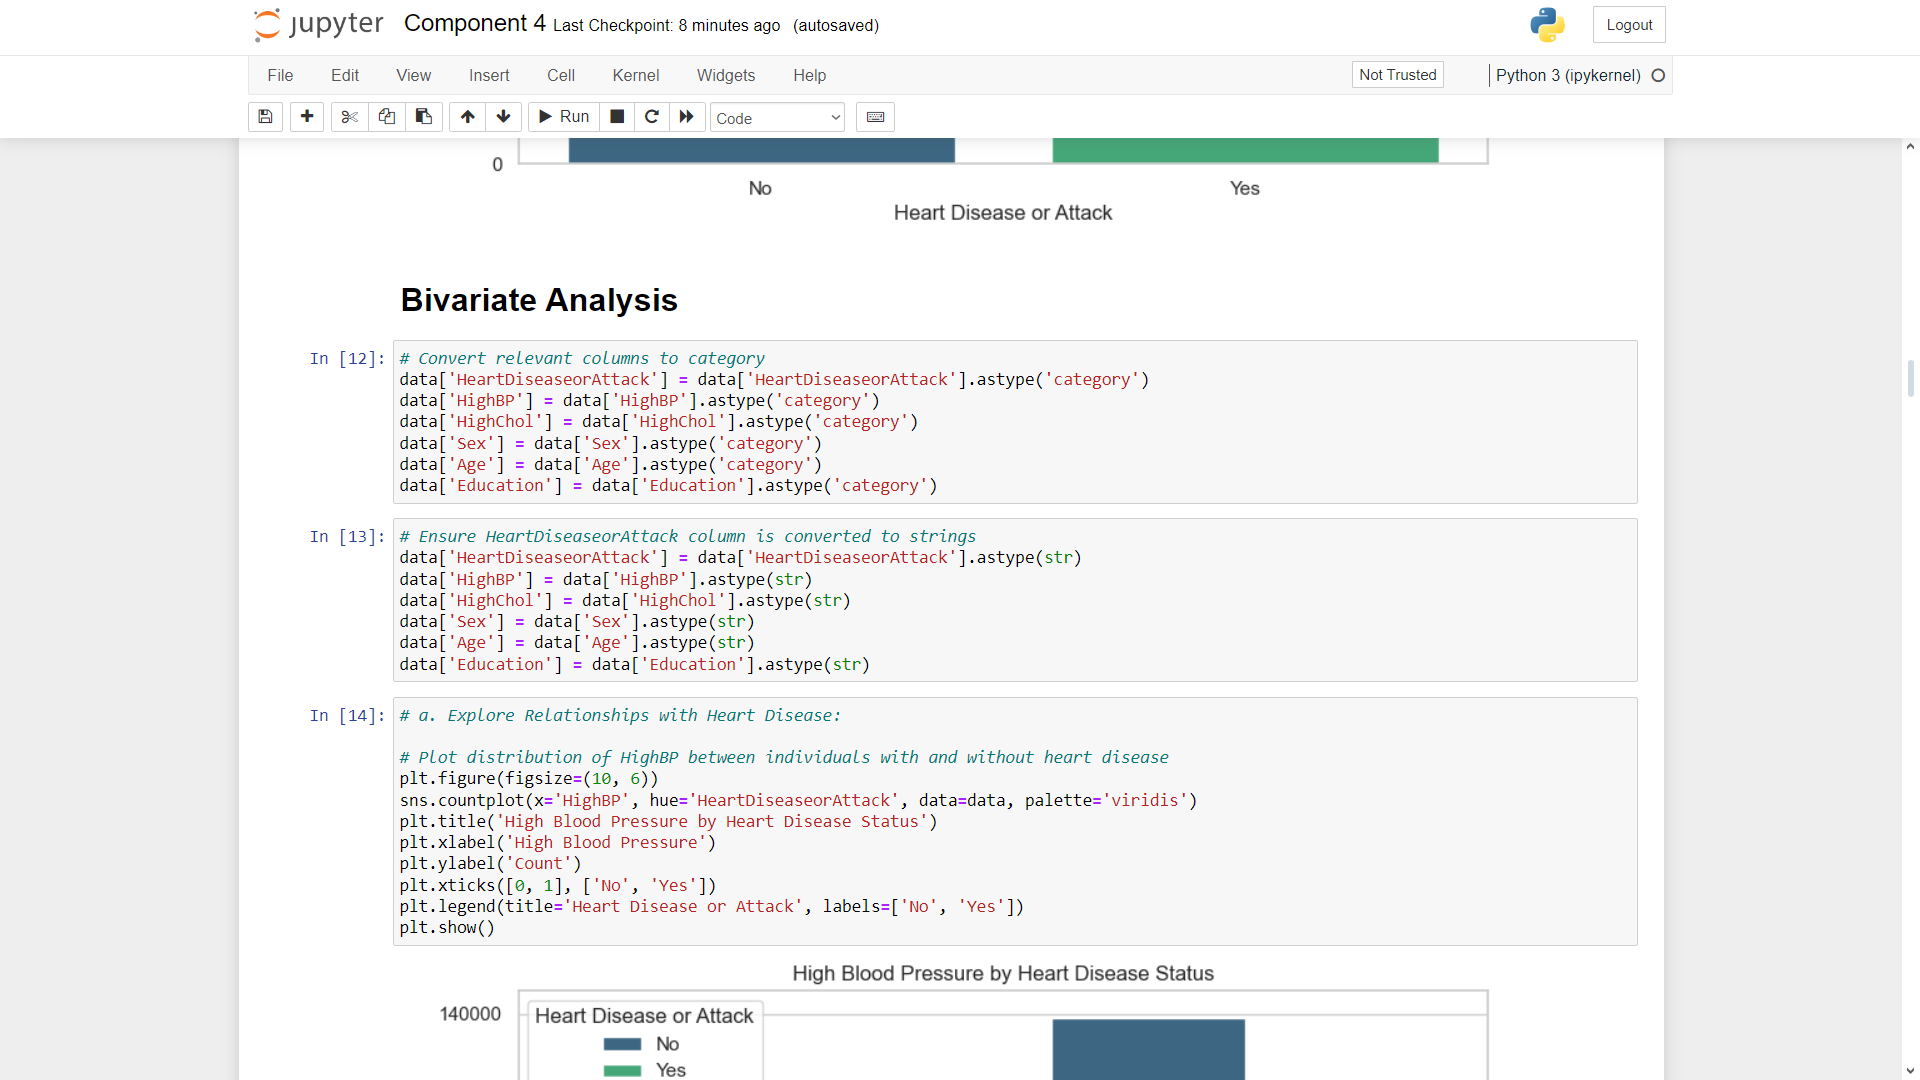 jupyter Component 4 Last Checkpoint: 8 minutes ago (autosaved) Logout
File Edit View Insert Cell Kernel Widgets Help Not Trusted Python 3 (ipykernel)
Run Code
0
No Yes
Heart Disease or Attack
Bivariate Analysis
In [12]: # Convert relevant columns to category
data['HeartDiseaseorAttack'] = data['HeartDiseaseorAttack'].astype('category')
data['HighBP'] = data['HighBP'].astype('category')
data['HighChol'] = data['HighChol'].astype('category')
data['Sex'] = data['Sex'].astype('category')
data['Age'] = data['Age'].astype('category')
data['Education'] = data['Education'].astype('category')
In [13]: # Ensure HeartDiseaseorAttack column is converted to strings
data['HeartDiseaseorAttack'] = data['HeartDiseaseorAttack'].astype(str)
data['HighBP'] = data['HighBP'].astype(str)
data['HighChol'] = data['HighChol'].astype(str)
data['Sex'] = data['Sex'].astype(str)
data['Age'] = data['Age'].astype(str)
data['Education'] = data['Education'].astype(str)
In [14]: # a. Explore Relationships with Heart Disease:
# Plot distribution of HighBP between individuals with and without heart disease
plt.figure(figsize=(10, 6))
sns.countplot(x='HighBP', hue='HeartDiseaseorAttack', data=data, palette='viridis')
plt.title('High Blood Pressure by Heart Disease Status')
plt.xlabel('High Blood Pressure')
plt.ylabel('Count')
plt.xticks([0, 1], ['No', 'Yes'])
plt.legend(title='Heart Disease or Attack', labels=['No', 'Yes'])
plt.show()
High Blood Pressure by Heart Disease Status
140000
Heart Disease or Attack
No
Yes